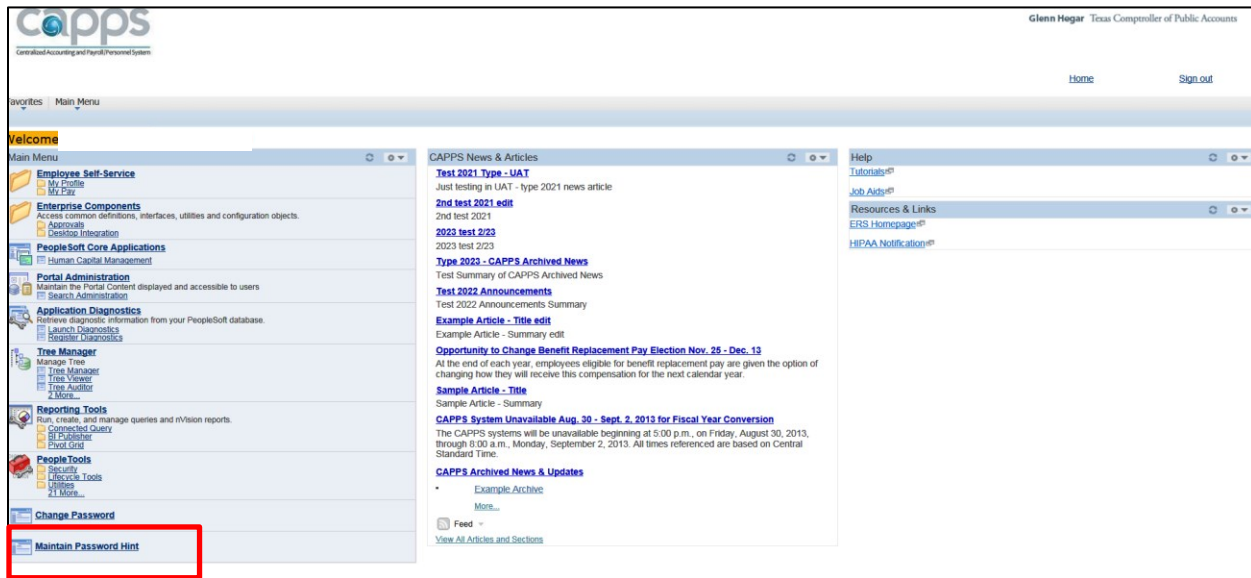 capps
Centralized Accounting and Payroll/Personnel System
Glenn Hegar Texas Comptroller of Public Accounts
Home Sign out
avorites Main Menu
Welcome
Main Menu
Employee Self-Service
My Profile
My Pay
Enterprise Components
Access common definitions, interfaces, utilities and configuration objects.
Approvals
Desktop Integration
PeopleSoft Core Applications
Human Capital Management
Portal Administration
Maintain the Portal Content displayed and accessible to users
Search Administration
Application Diagnostics
Retrieve diagnostic information from your PeopleSoft database.
Launch Diagnostics
Register Diagnostics
Tree Manager
Manage Tree
Tree Manager
Tree Viewer
Tree Auditor
2 More...
Reporting Tools
Run, create, and manage queries and nVision reports.
Connected Query
BI Publisher
Pivot Grid
PeopleTools
Security
Lifecycle Tools
Utilities
21 More...
Change Password
Maintain Password Hint
CAPPS News & Articles
Test 2021 Type - UAT
Just testing in UAT - type 2021 news article
2nd test 2021 edit
2nd test 2021
2023 test 2/23
2023 test 2/23
Type 2023 - CAPPS Archived News
Test Summary of CAPPS Archived News
Test 2022 Announcements
Test 2022 Announcements Summary
Example Article - Title edit
Example Article - Summary edit
Opportunity to Change Benefit Replacement Pay Election Nov. 25 - Dec. 13
At the end of each year, employees eligible for benefit replacement pay are given the option of
changing how they will receive this compensation for the next calendar year.
Sample Article - Title
Sample Article - Summary
CAPPS System Unavailable Aug. 30 - Sept. 2, 2013 for Fiscal Year Conversion
The CAPPS systems will be unavailable beginning at 5:00 p.m., on Friday, August 30, 2013,
through 8:00 a.m., Monday, September 2, 2013. All times referenced are based on Central
Standard Time.
CAPPS Archived News & Updates
• Example Archive
More...
Feed
View All Articles and Sections
Help
Tutorials
Job Aids
Resources & Links
ERS Homepage
HIPAA Notification